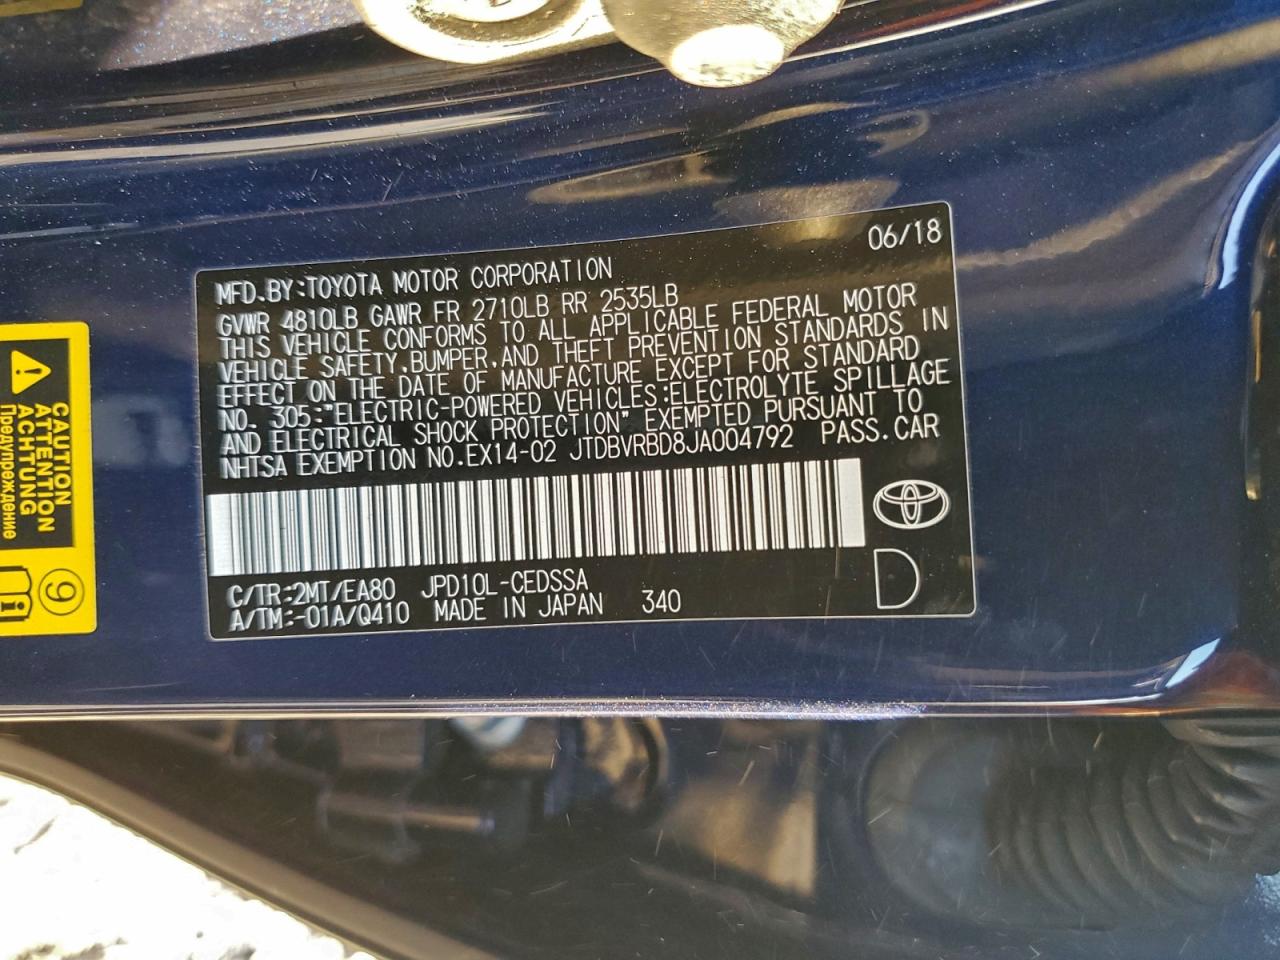 06/18
MFD.BY:TOYOTA MOTOR CORPORATION
GVWR 4810LB GAWR FR 2710LB RR 2535LB
THIS VEHICLE CONFORMS TO ALL APPLICABLE FEDERAL MOTOR
VEHICLE SAFETY,BUMPER,AND THEFT PREVENTION STANDARDS IN
EFFECT ON THE DATE OF MANUFACTURE EXCEPT FOR STANDARD
NO. 305:"ELECTRIC-POWERED VEHICLES:ELECTROLYTE SPILLAGE
AND ELECTRICAL SHOCK PROTECTION" EXEMPTED PURSUANT TO
NHTSA EXEMPTION NO.EX14-02 JTDBVRBD8JA004792 PASS.CAR
C/TR:2MT/EA80 JPD10L-CEDSSA
A/TM:-01A/Q410 MADE IN JAPAN 340
D
CAUTION
ATTENTION
ACHTUNG
Предупреждение
9